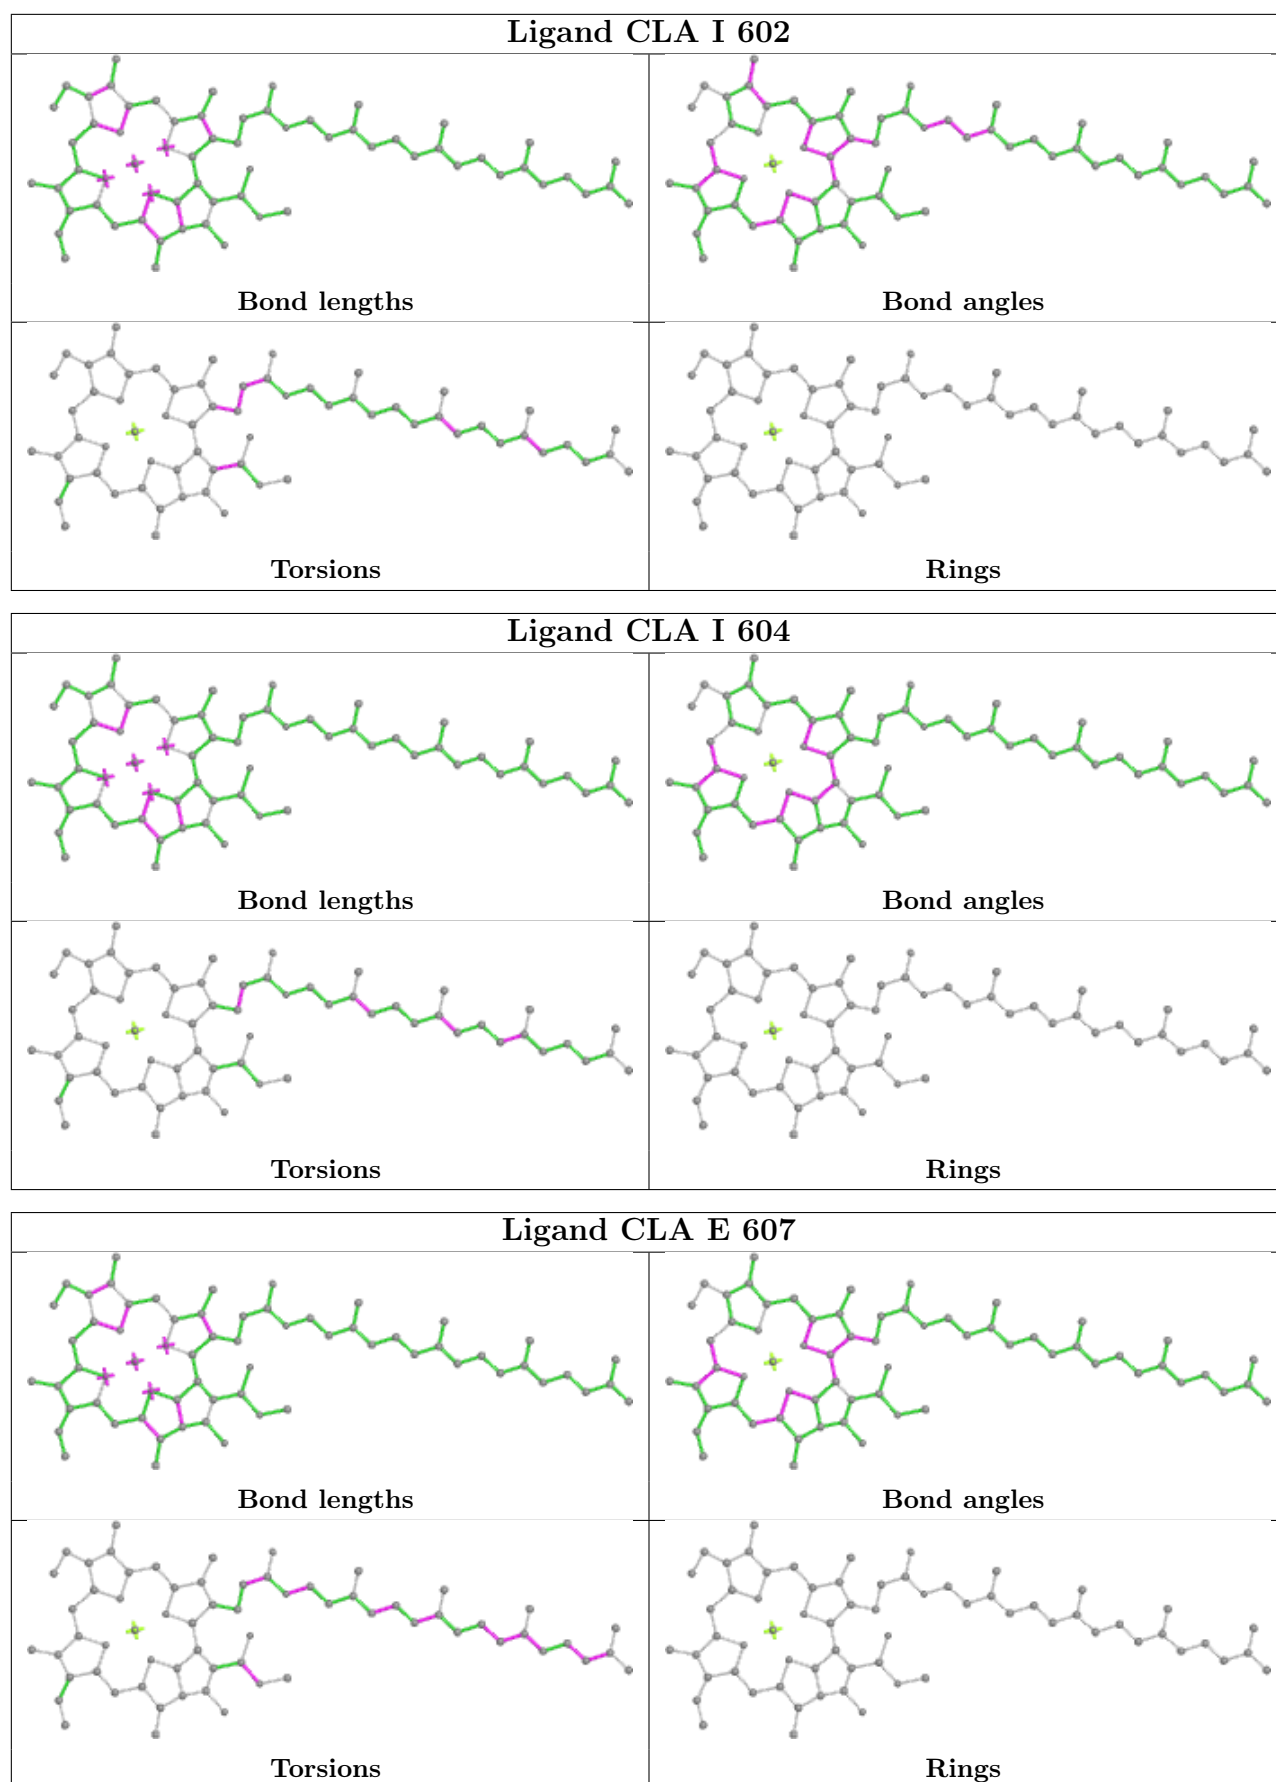 Ligand CLA I 602
Bond lengths
Bond angles
Torsions
Rings
Ligand CLA I 604
Bond lengths
Bond angles
Torsions
Rings
Ligand CLA E 607
Bond lengths
Bond angles
Torsions
Rings